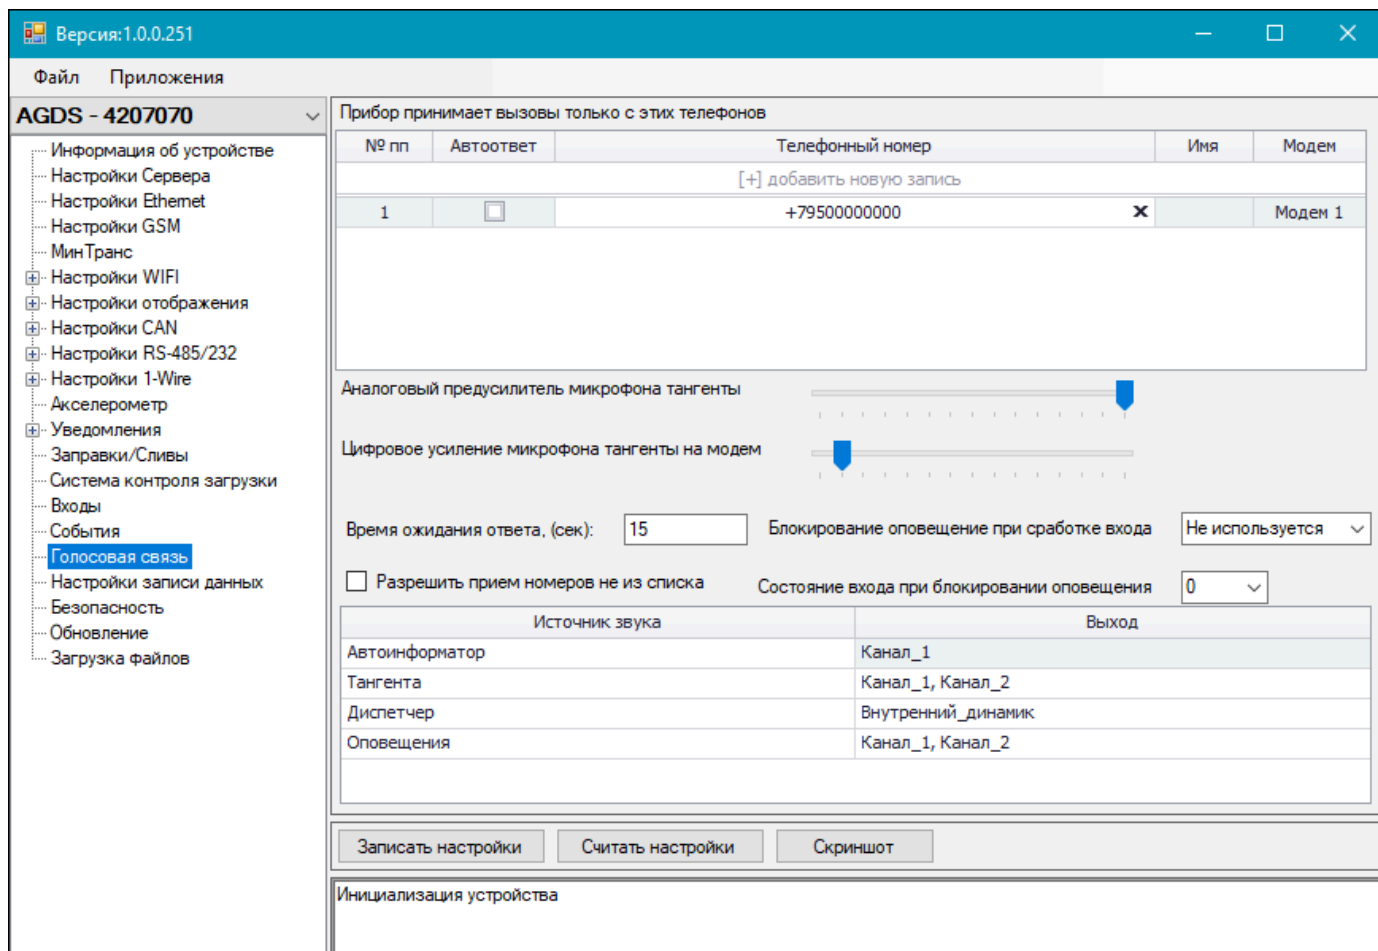 Версия:1.0.0.251
Файл Приложения
AGDS - 4207070
Информация об устройстве
Настройки Сервера
Настройки Ethernet
Настройки GSM
МинТранс
Настройки WIFI
Настройки отображения
Настройки CAN
Настройки RS-485/232
Настройки 1-Wire
Акселерометр
Уведомления
Заправки/Сливы
Система контроля загрузки
Входы
События
Голосовая связь
Настройки записи данных
Безопасность
Обновление
Загрузка файлов
Прибор принимает вызовы только с этих телефонов
№ пп Автоответ Телефонный номер Имя Модем
[+] добавить новую запись
1 +79500000000 Модем 1
Аналоговый предусилитель микрофона тангенты
Цифровое усиление микрофона тангенты на модем
Время ожидания ответа, (сек): 15 Блокирование оповещение при сработке входа Не используется
Разрешить прием номеров не из списка Состояние входа при блокировании оповещения 0
Источник звука Выход
Автоинформатор Канал_1
Тангента Канал_1, Канал_2
Диспетчер Внутренний_динамик
Оповещения Канал_1, Канал_2
Записать настройки Считать настройки Скриншот
Инициализация устройства